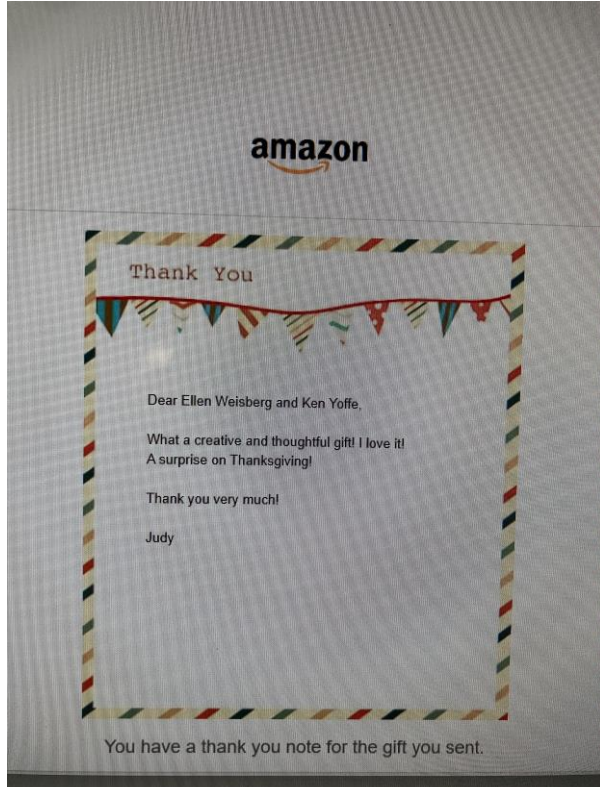 amazon
Thank You
Dear Ellen Weisberg and Ken Yoffe,
What a creative and thoughtful gift! I love it!
A surprise on Thanksgiving!
Thank you very much!
Judy
You have a thank you note for the gift you sent.